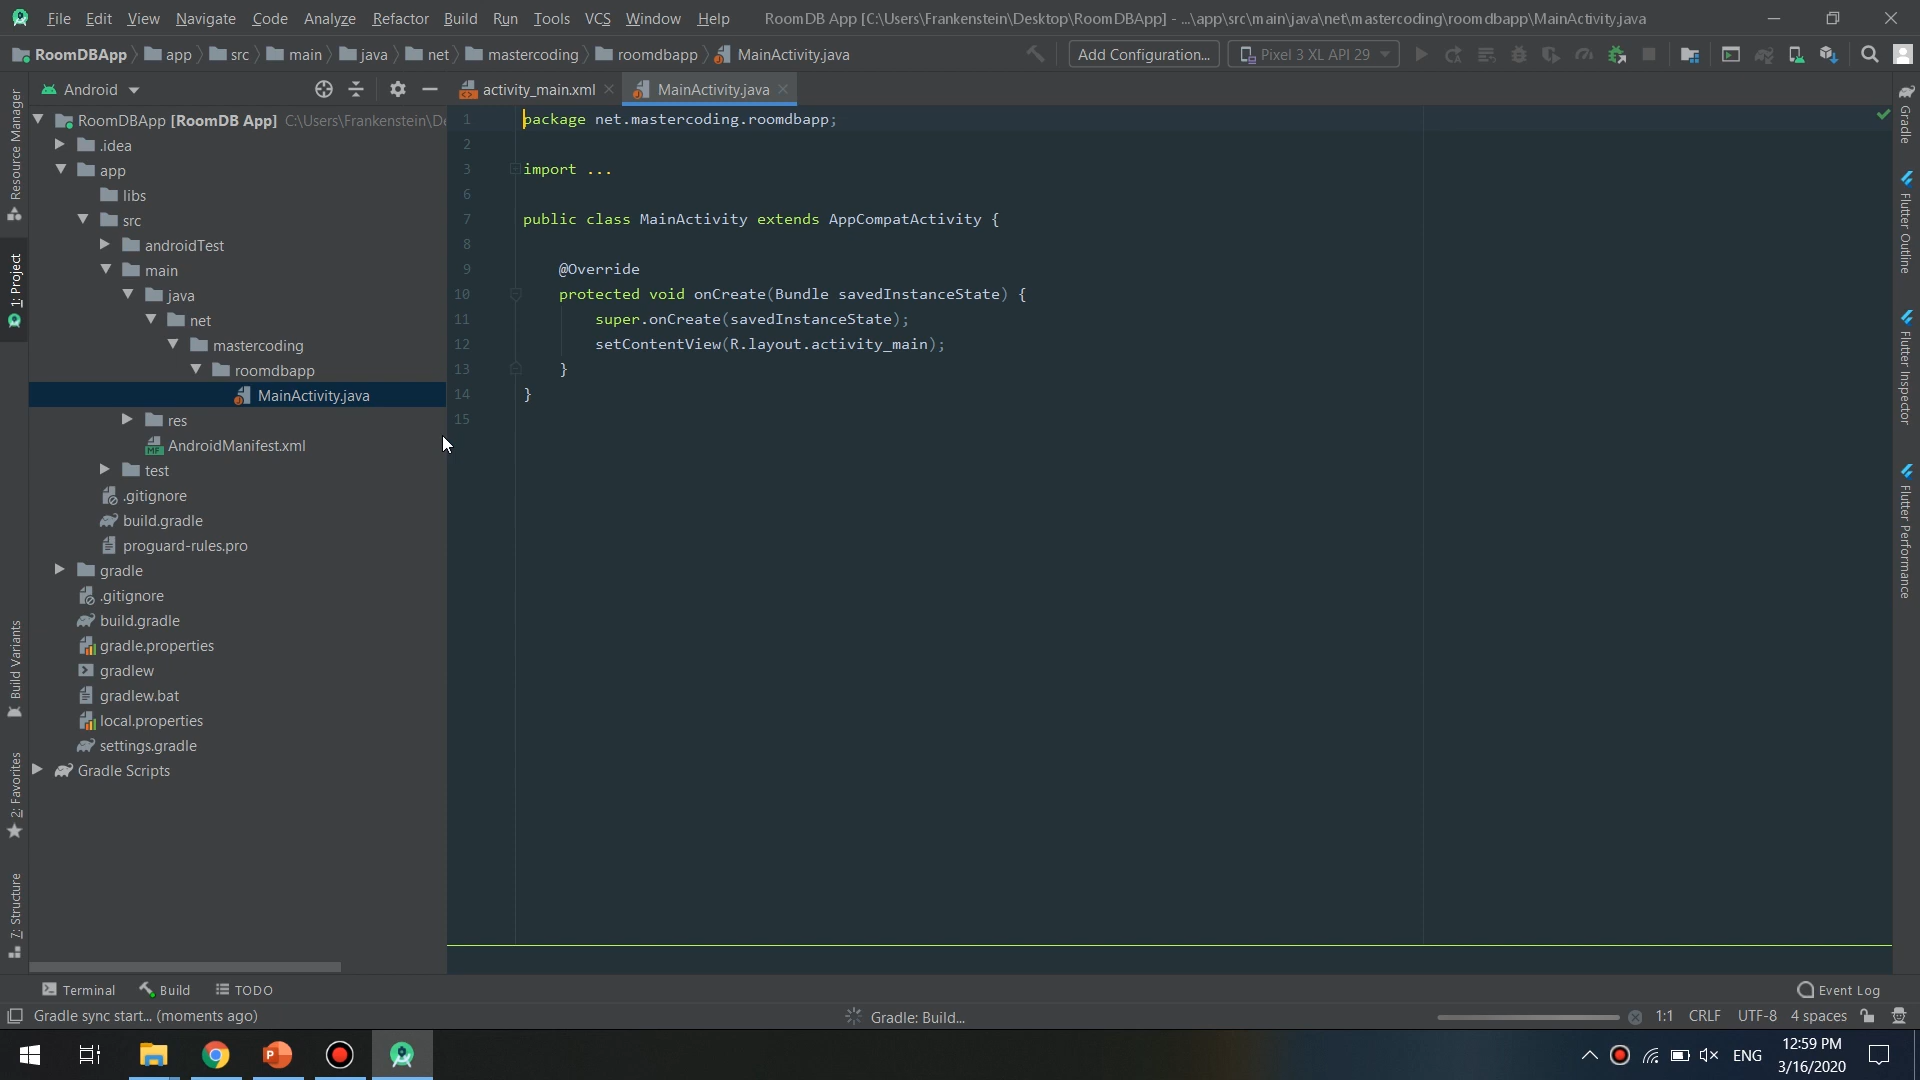 File Edit View Navigate Code Analyze Refactor Build Run Tools VCS Window Help RoomDB App [C:\Users\Frankenstein\Desktop\RoomDBApp] - ...\app\src\main\java\net\mastercoding\roomdbapp\MainActivity.java
RoomDBApp app src main java net mastercoding roomdbapp MainActivity.java Add Configuration... Pixel 3 XL API 29
Android activity_main.xml MainActivity.java
RoomDBApp [RoomDB App] C:\Users\Frankenstein\De
.idea
app
libs
src
androidTest
main
java
net
mastercoding
roomdbapp
MainActivity.java
res
AndroidManifest.xml
test
.gitignore
build.gradle
proguard-rules.pro
gradle
.gitignore
build.gradle
gradle.properties
gradlew
gradlew.bat
local.properties
settings.gradle
Gradle Scripts
1 package net.mastercoding.roomdbapp;
2
3 import ...
6
7 public class MainActivity extends AppCompatActivity {
8
9 @Override
10 protected void onCreate(Bundle savedInstanceState) {
11 super.onCreate(savedInstanceState);
12 setContentView(R.layout.activity_main);
13 }
14 }
15
Resource Manager
1: Project
Build Variants
2: Favorites
7: Structure
Gradle
Flutter Outline
Flutter Inspector
Flutter Performance
Terminal Build TODO Event Log
Gradle sync start... (moments ago) Gradle: Build... 1:1 CRLF UTF-8 4 spaces
ENG 12:59 PM
3/16/2020